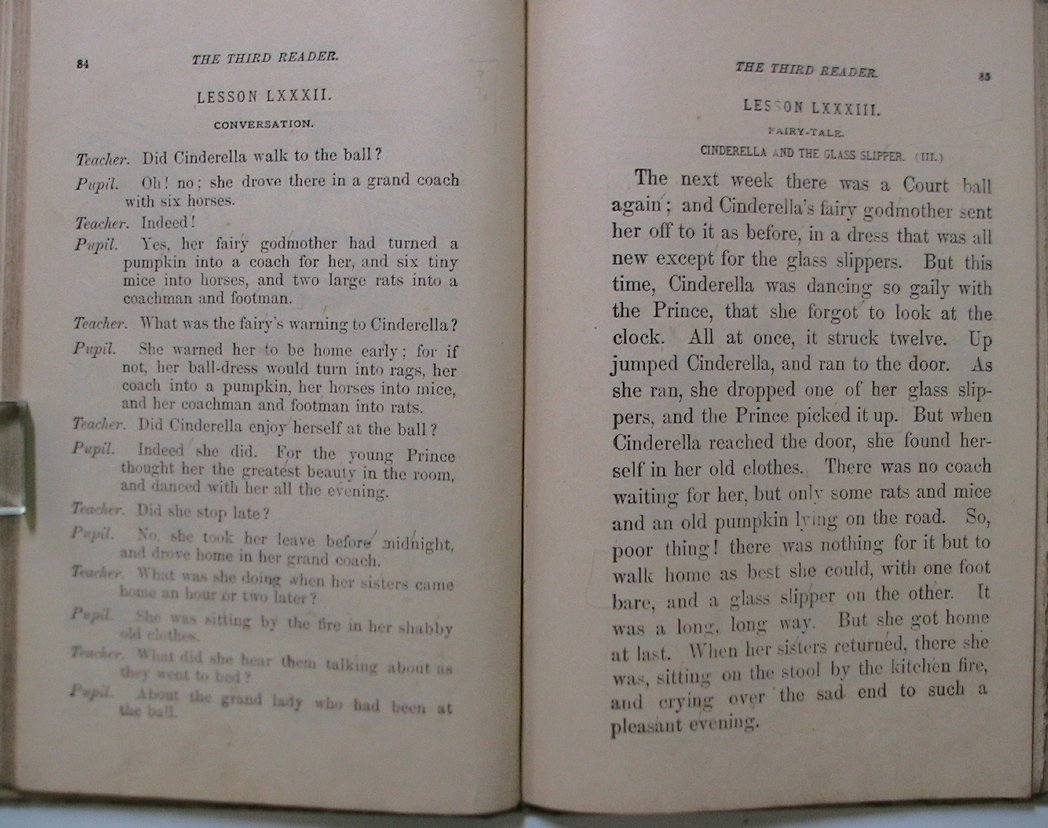 84
THE THIRD READER.
LESSON LXXXII.
CONVERSATION.
Teacher. Did Cinderella walk to the ball?
Pupil. Oh! no; she drove there in a grand coach
with six horses.
Teacher. Indeed!
Pupil. Yes, her fairy godmother had turned a
pumpkin into a coach for her, and six tiny
mice into horses, and two large rats into a
coachman and footman.
Teacher. What was the fairy's warning to Cinderella?
Pupil. She warned her to be home early; for if
not, her ball-dress would turn into rags, her
coach into a pumpkin, her horses into mice,
and her coachman and footman into rats.
Teacher. Did Cinderella enjoy herself at the ball?
Pupil. Indeed she did. For the young Prince
thought her the greatest beauty in the room,
and danced with her all the evening.
Teacher. Did she stop late?
Pupil. No, she took her leave before midnight,
and drove home in her grand coach.
Teacher. What was she doing when her sisters came
home an hour or two later?
Pupil. She was sitting by the fire in her shabby
old clothes.
Teacher. What did she hear them talking about as
they went to bed?
Pupil. About the grand lady who had been at
the ball.
THE THIRD READER.
85
LESSON LXXXIII.
FAIRY-TALE.
CINDERELLA AND THE GLASS SLIPPER. (III.)
The next week there was a Court ball
again; and Cinderella's fairy godmother sent
her off to it as before, in a dress that was all
new except for the glass slippers. But this
time, Cinderella was dancing so gaily with
the Prince, that she forgot to look at the
clock. All at once, it struck twelve. Up
jumped Cinderella, and ran to the door. As
she ran, she dropped one of her glass slip-
pers, and the Prince picked it up. But when
Cinderella reached the door, she found her-
self in her old clothes. There was no coach
waiting for her, but only some rats and mice
and an old pumpkin lying on the road. So,
poor thing! there was nothing for it but to
walk home as best she could, with one foot
bare, and a glass slipper on the other. It
was a long, long way. But she got home
at last. When her sisters returned, there she
was, sitting on the stool by the kitchen fire,
and crying over the sad end to such a
pleasant evening.